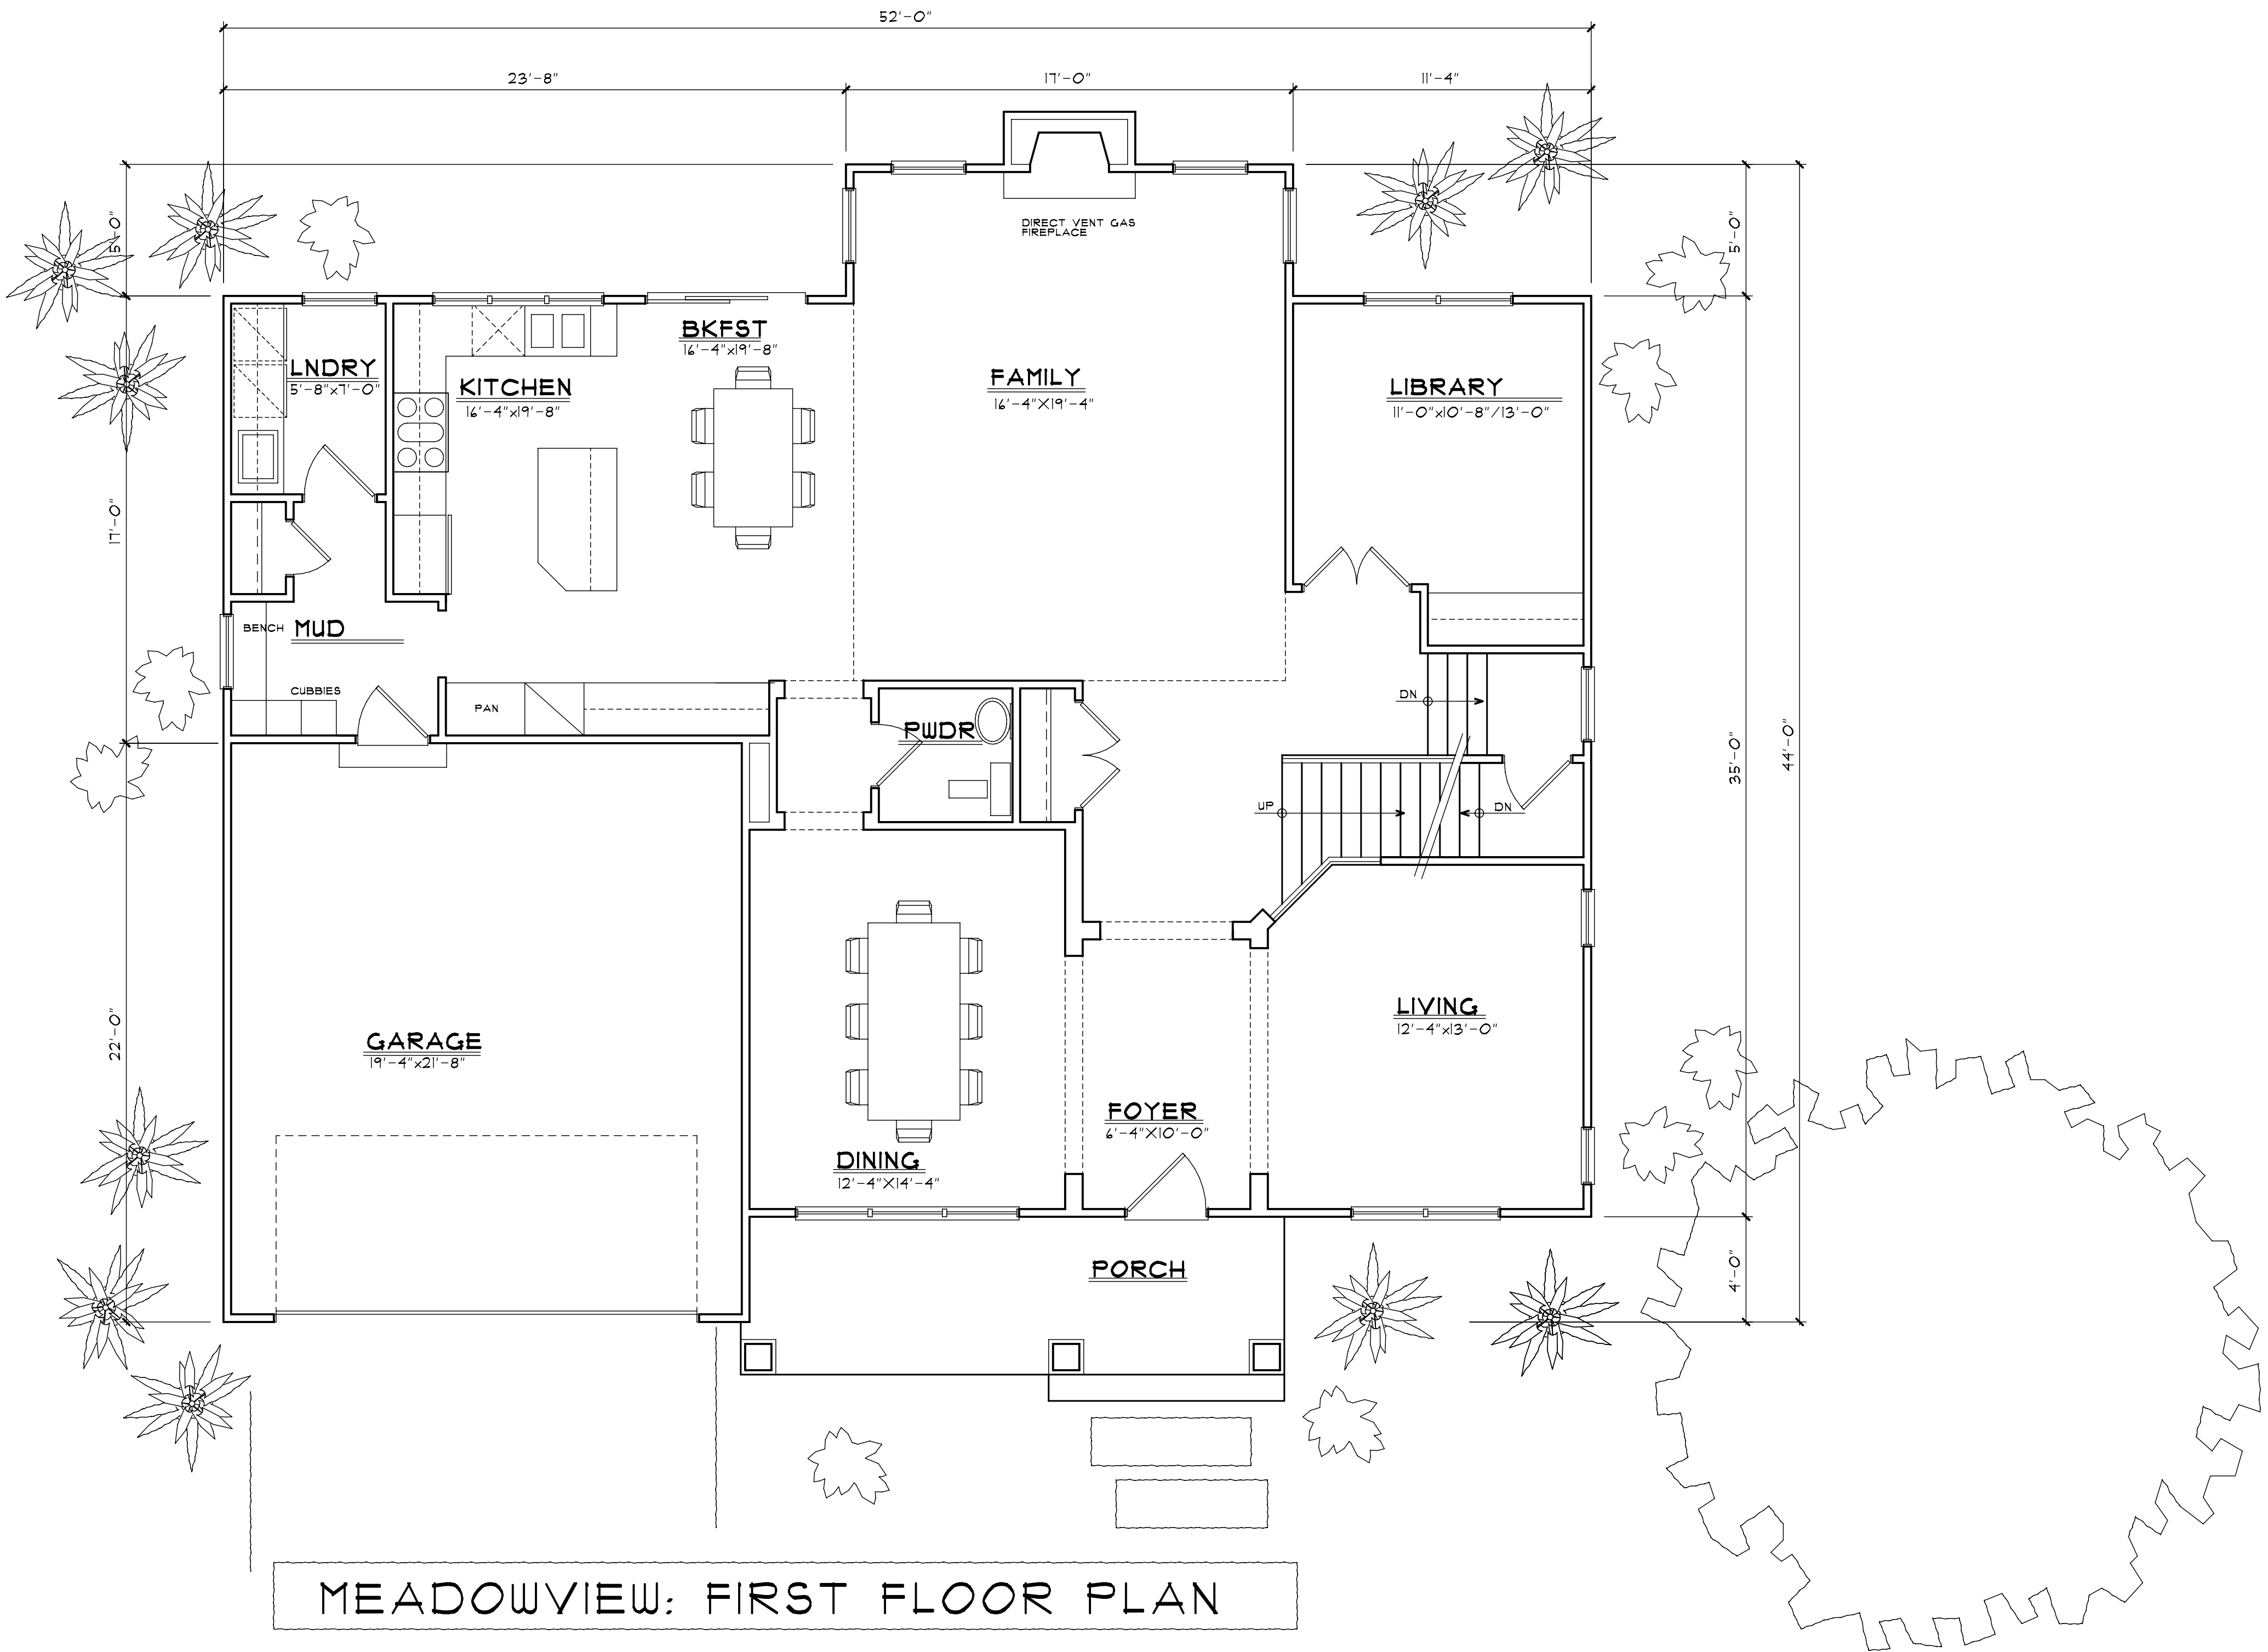 52'-0"
23'-8"
17'-0"
11'-4"
5'-0"
5'-0"
DIRECT VENT GAS
FIREPLACE
BKFST
16'-4"x19'-8"
LNDRY
5'-8"x7'-0"
KITCHEN
16'-4"x19'-8"
FAMILY
16'-4"X19'-4"
LIBRARY
11'-0"x10'-8"/13'-0"
17'-0"
BENCH
MUD
CUBBIES
PAN
PWDR
DN
UP
DN
35'-0"
44'-0"
22'-0"
GARAGE
19'-4"x21'-8"
LIVING
12'-4"x13'-0"
FOYER
6'-4"X10'-0"
DINING
12'-4"X14'-4"
PORCH
4'-0"
MEADOWVIEW: FIRST FLOOR PLAN